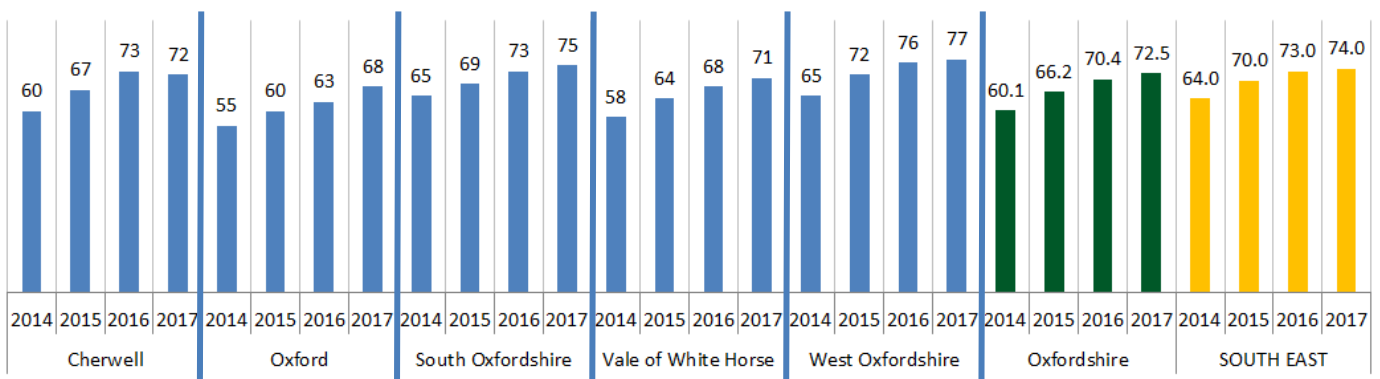 60 67 73 72 55 60 63 68 65 69 73 75 58 64 68 71 65 72 76 77 60.1 66.2 70.4 72.5 64.0 70.0 73.0 74.0
2014 2015 2016 2017 2014 2015 2016 2017 2014 2015 2016 2017 2014 2015 2016 2017 2014 2015 2016 2017 2014 2015 2016 2017 2014 2015 2016 2017
Cherwell Oxford South Oxfordshire Vale of White Horse West Oxfordshire Oxfordshire SOUTH EAST